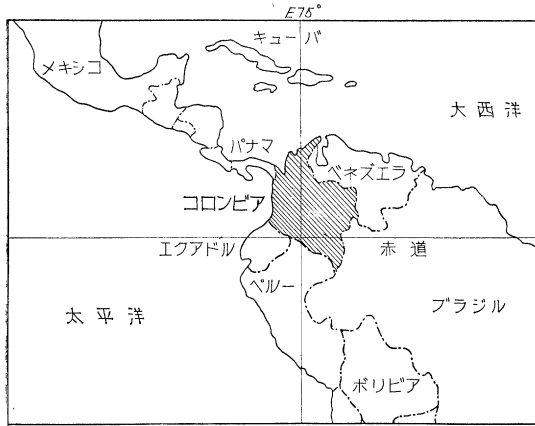 E75°
キューバ
メキシコ
大西洋
パナマ
ベネズエラ
コロンビア
エクアドル
赤道
ペルー
ブラジル
太平洋
ボリビア